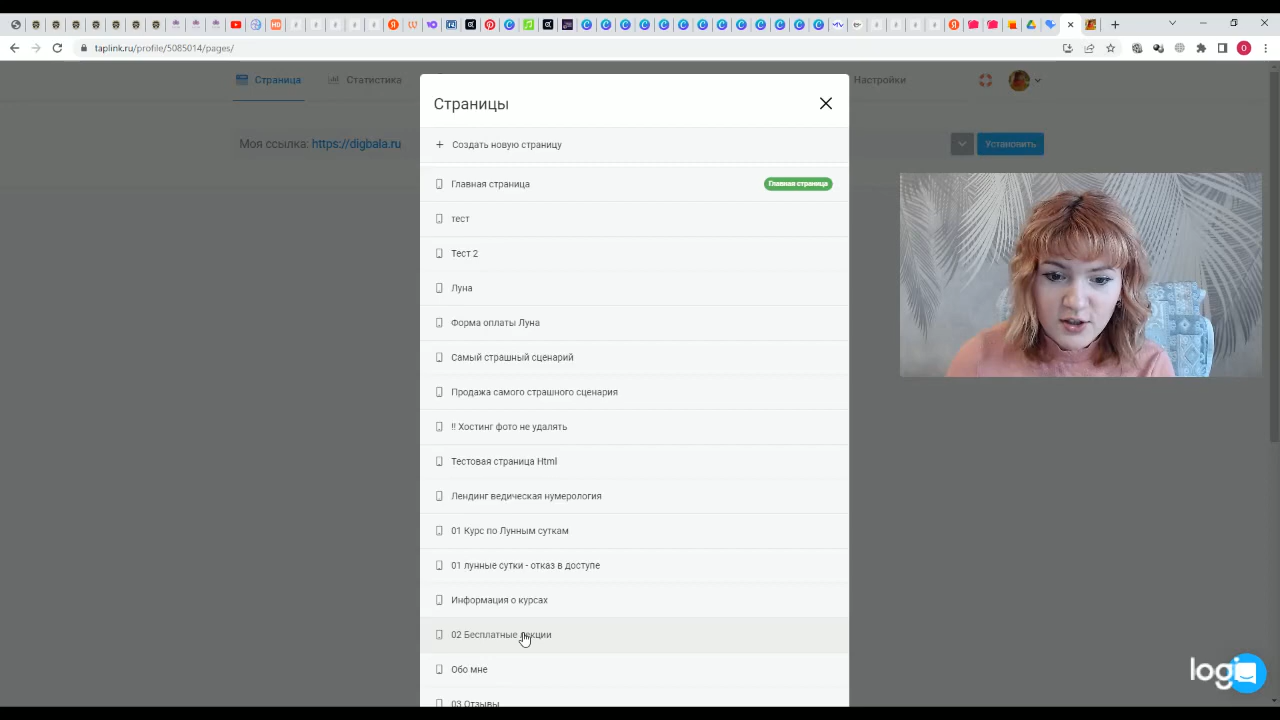 taplink.ru/profile/5085014/pages/
Страница
Статистика
Настройки
Моя ссылка: https://digbala.ru
Установить
Страницы
Создать новую страницу
Главная страница
Главная страница
тест
Тест 2
Луна
Форма оплаты Луна
Самый страшный сценарий
Продажа самого страшного сценария
!! Хостинг фото не удалять
Тестовая страница Html
Лендинг ведическая нумерология
01 Курс по Лунным суткам
01 лунные сутки - отказ в доступе
Информация о курсах
02 Бесплатные лекции
Обо мне
03 Отзывы